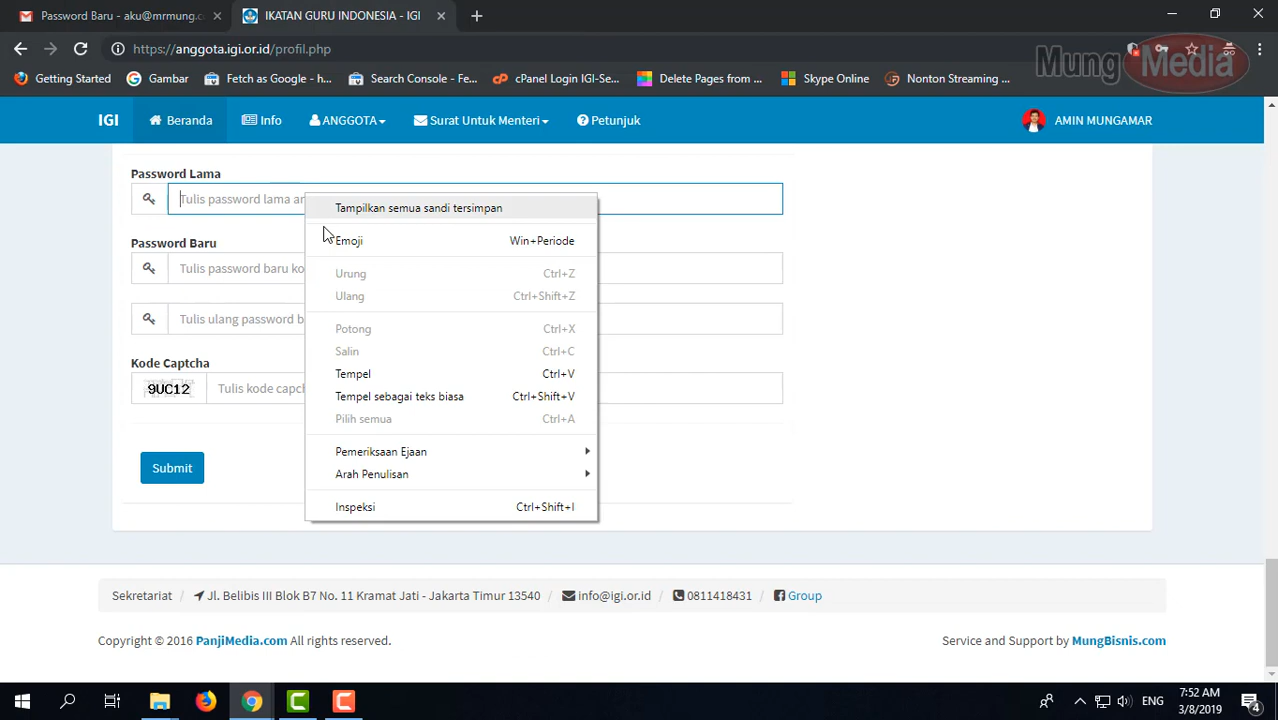 Password Baru - aku@mrmung.c
IKATAN GURU INDONESIA - IGI
https://anggota.igi.or.id/profil.php
Mung Media
Getting Started
Gambar
Fetch as Google - h...
Search Console - Fe...
cPanel Login IGI-Se...
Delete Pages from ...
Skype Online
Nonton Streaming ...
IGI
Beranda
Info
ANGGOTA
Surat Untuk Menteri
Petunjuk
AMIN MUNGAMAR
Password Lama
Tulis password lama an
Tampilkan semua sandi tersimpan
Emoji Win+Periode
Password Baru
Tulis password baru ko
Urung Ctrl+Z
Ulang Ctrl+Shift+Z
Tulis ulang password b
Potong Ctrl+X
Salin Ctrl+C
Kode Captcha
Tempel Ctrl+V
9UC12
Tulis kode capch
Tempel sebagai teks biasa Ctrl+Shift+V
Pilih semua Ctrl+A
Pemeriksaan Ejaan
Submit
Arah Penulisan
Inspeksi Ctrl+Shift+I
Sekretariat / Jl. Belibis III Blok B7 No. 11 Kramat Jati - Jakarta Timur 13540 / info@igi.or.id / 0811418431 / Group
Copyright © 2016 PanjiMedia.com All rights reserved.
Service and Support by MungBisnis.com
ENG
7:52 AM
3/8/2019
4